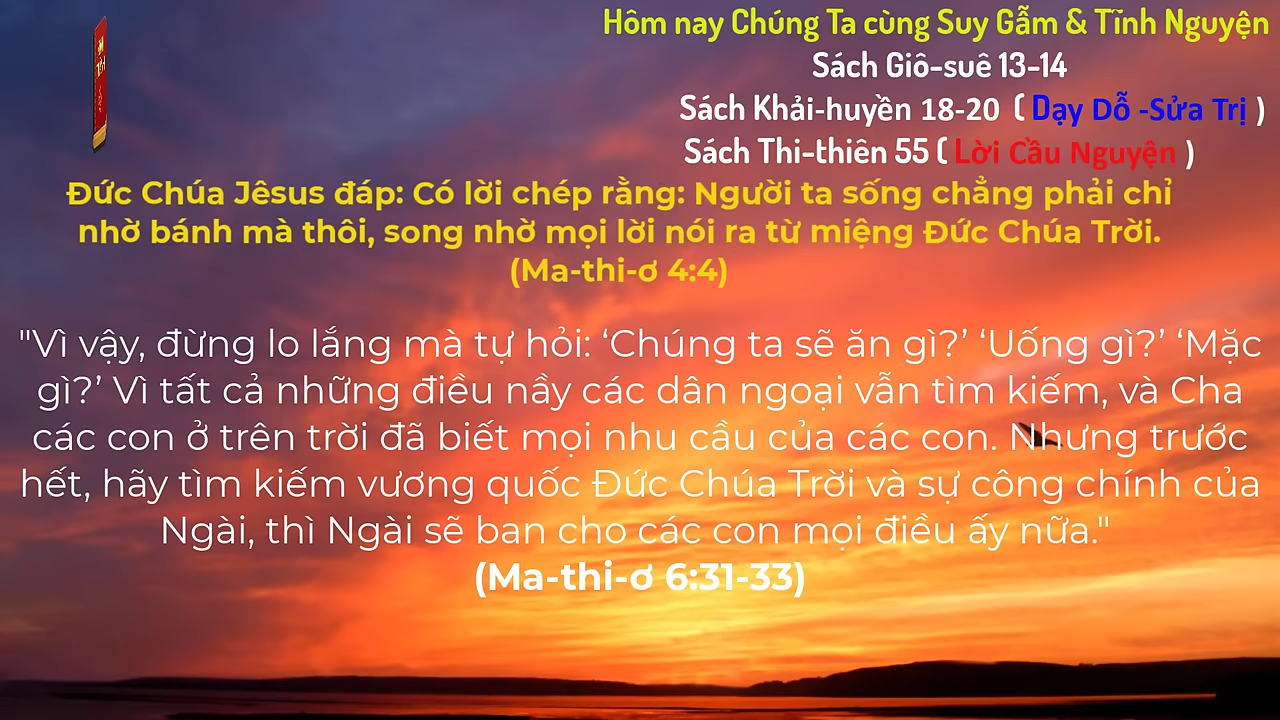 Hôm nay Chúng Ta cùng Suy Gẫm & Tĩnh Nguyện
Sách Giô-suê 13-14
Sách Khải-huyền 18-20 ( Dạy Dỗ -Sửa Trị )
Sách Thi-thiên 55 ( Lời Cầu Nguyện )
Đức Chúa Jêsus đáp: Có lời chép rằng: Người ta sống chẳng phải chỉ
nhờ bánh mà thôi, song nhờ mọi lời nói ra từ miệng Đức Chúa Trời.
(Ma-thi-ơ 4:4)
"Vì vậy, đừng lo lắng mà tự hỏi: ‘Chúng ta sẽ ăn gì?’ ‘Uống gì?’ ‘Mặc
gì?’ Vì tất cả những điều nầy các dân ngoại vẫn tìm kiếm, và Cha
các con ở trên trời đã biết mọi nhu cầu của các con. Nhưng trước
hết, hãy tìm kiếm vương quốc Đức Chúa Trời và sự công chính của
Ngài, thì Ngài sẽ ban cho các con mọi điều ấy nữa."
(Ma-thi-ơ 6:31-33)